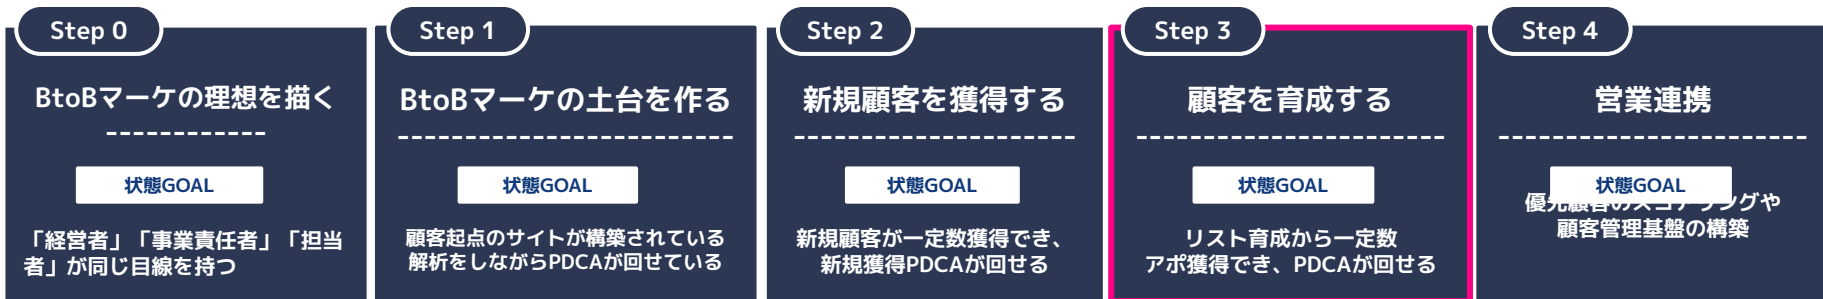 Step 0
BtoBマーケの理想を描く
------------
状態GOAL
「経営者」「事業責任者」「担当
者」が同じ目線を持つ
Step 1
BtoBマーケの土台を作る
-------------------------
状態GOAL
顧客起点のサイトが構築されている
解析をしながらPDCAが回せている
Step 2
新規顧客を獲得する
---------------------
状態GOAL
新規顧客が一定数獲得でき、
新規獲得PDCAが回せる
Step 3
顧客を育成する
-----------------------
状態GOAL
リスト育成から一定数
アポ獲得でき、PDCAが回せる
Step 4
営業連携
-----------------------
状態GOAL
優先顧客のスコアリングや
顧客管理基盤の構築